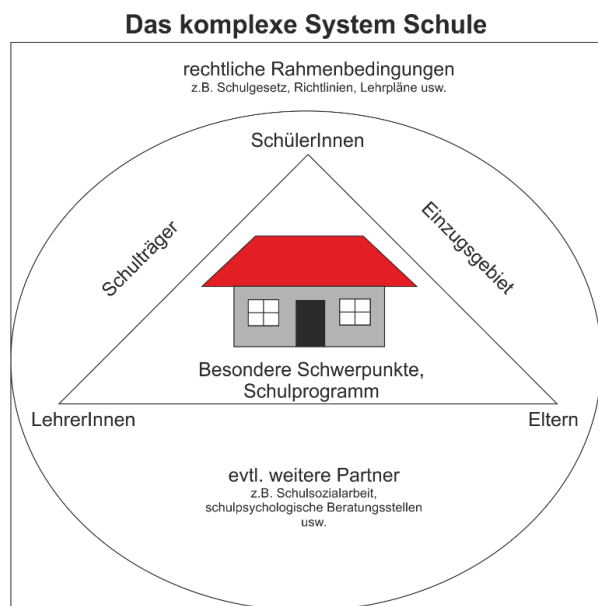 Das komplexe System Schule
rechtliche Rahmenbedingungen
z.B. Schulgesetz, Richtlinien, Lehrpläne usw.
SchülerInnen
Schulträger
Einzugsgebiet
Besondere Schwerpunkte,
Schulprogramm
LehrerInnen
Eltern
evtl. weitere Partner
z.B. Schulsozialarbeit,
schulpsychologische Beratungsstellen
usw.